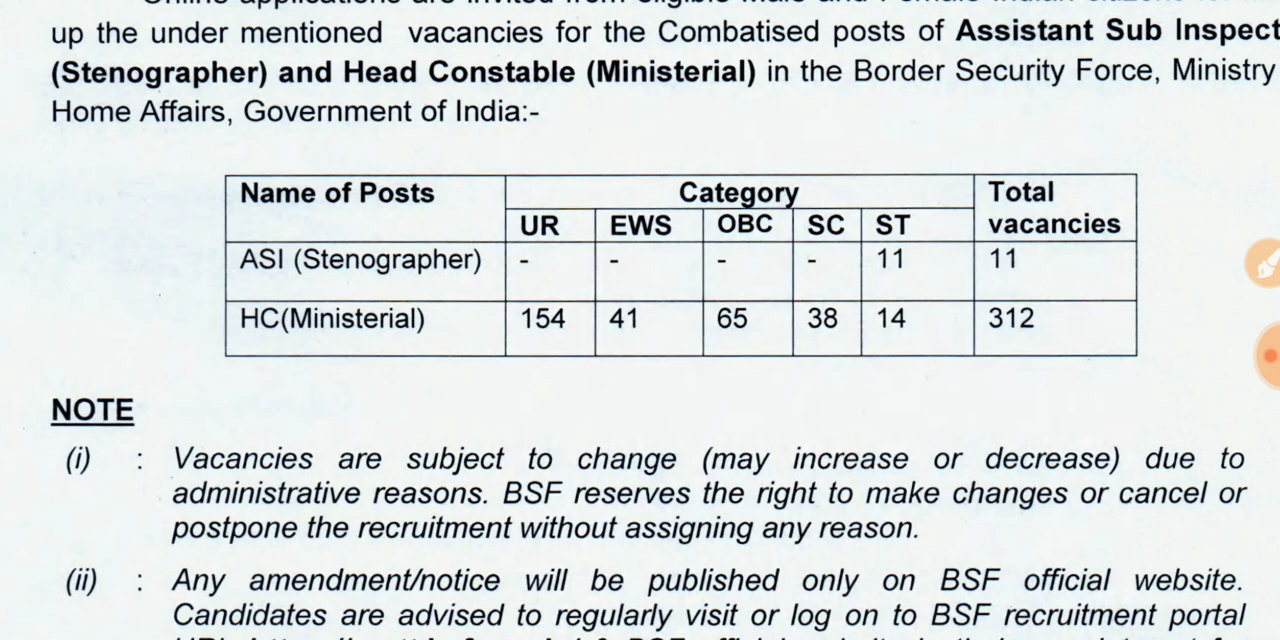 up the under mentioned vacancies for the Combatised posts of Assistant Sub Inspect
(Stenographer) and Head Constable (Ministerial) in the Border Security Force, Ministry
Home Affairs, Government of India:-
Name of Posts Category Total vacancies
UR EWS OBC SC ST
ASI (Stenographer) - - - - 11 11
HC(Ministerial) 154 41 65 38 14 312
NOTE
(i) : Vacancies are subject to change (may increase or decrease) due to
administrative reasons. BSF reserves the right to make changes or cancel or
postpone the recruitment without assigning any reason.
(ii) : Any amendment/notice will be published only on BSF official website.
Candidates are advised to regularly visit or log on to BSF recruitment portal